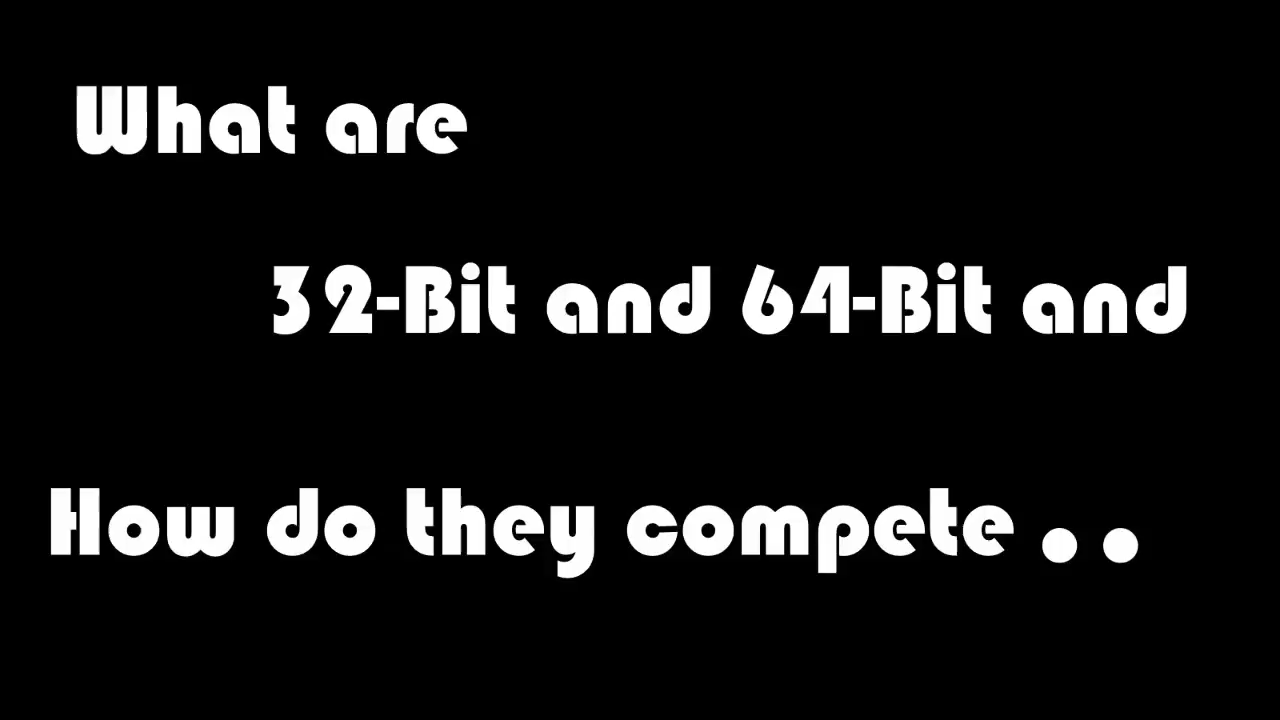 What are
32-Bit and 64-Bit and
How do they compete . .